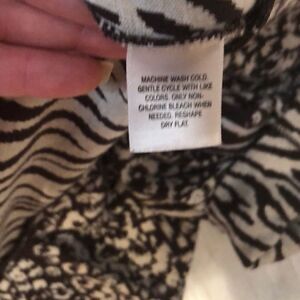 MACHINE WASH COLD.
GENTLE CYCLE WITH LIKE
COLORS. ONLY NON-
CHLORINE BLEACH WHEN
NEEDED. RESHAPE
DRY FLAT.